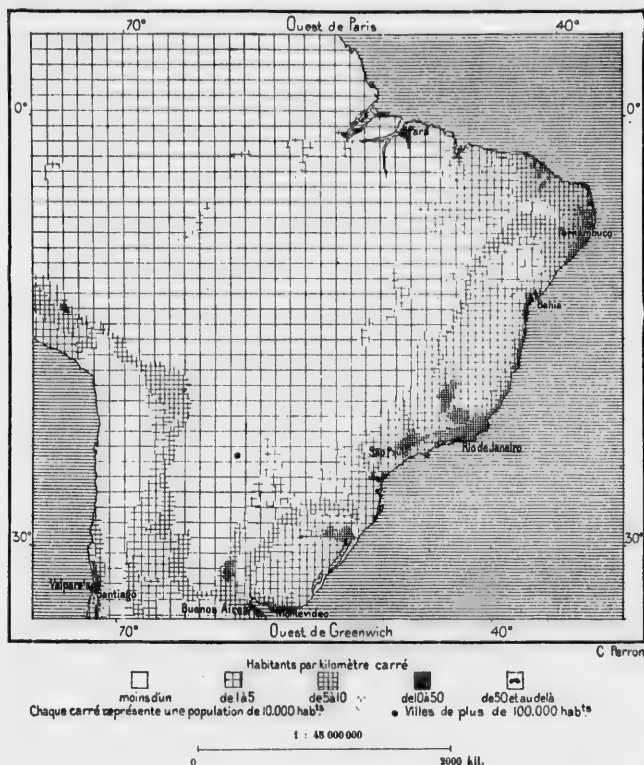 70° Ouest de Paris 40°
0° 0°
Pará
Pernambuco
Bahia
São Paulo Rio de Janeiro
30° 30°
Valparaiso Santiago
Buenos Aires Montevideo
70° Ouest de Greenwich 40°
C Perron
Habitants par kilomètre carré
moins d'un de 1 à 5 de 5 à 10 de 10 à 50 de 50 et au delà
Chaque carré représente une population de 10.000 habts • Villes de plus de 100.000 habts
1 : 48 000 000
0 2000 kil.